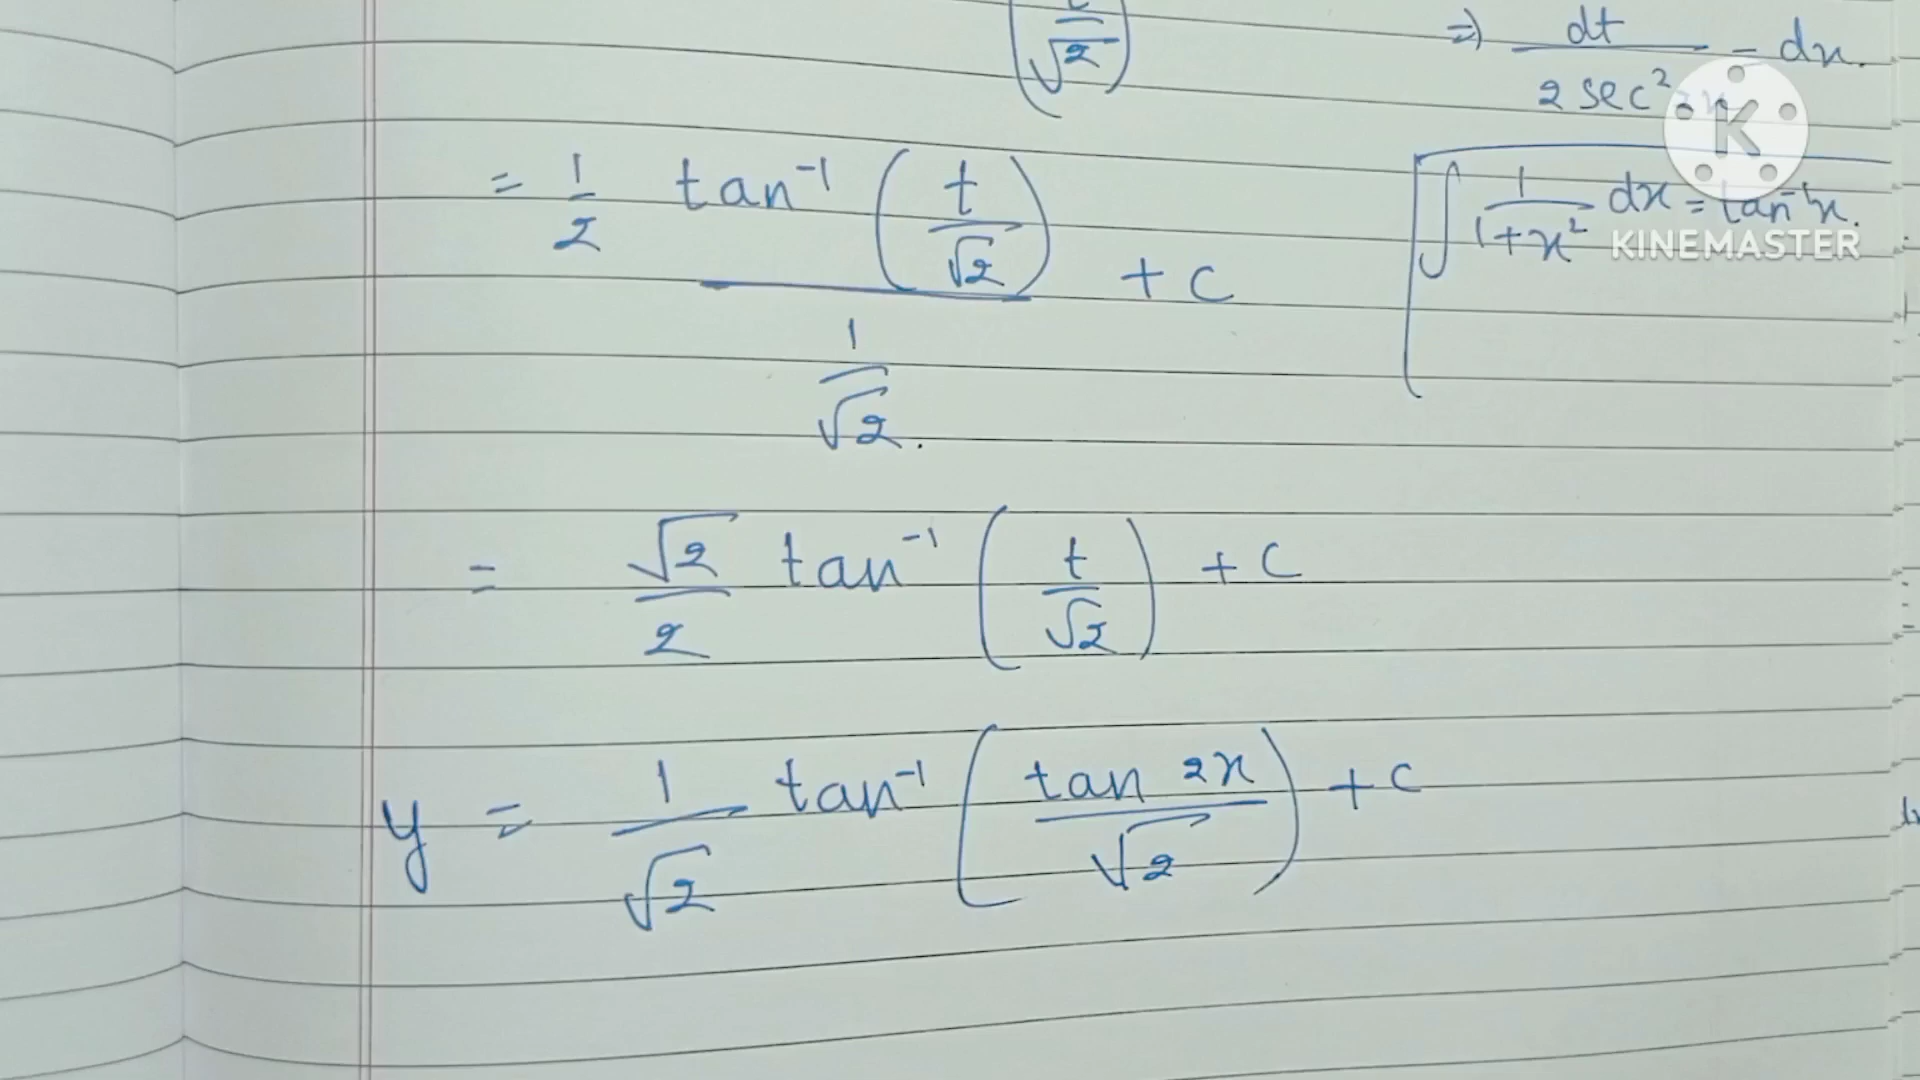 (t/√2)
⇒ dt / 2 sec² 2x = dx.
= 1/2 tan⁻¹ (t/√2) / (1/√2) + c
∫ 1/(1+x²) dx = tan⁻¹x.
KINEMASTER
= √2/2 tan⁻¹ (t/√2) + c
y = 1/√2 tan⁻¹ (tan 2x / √2) + c